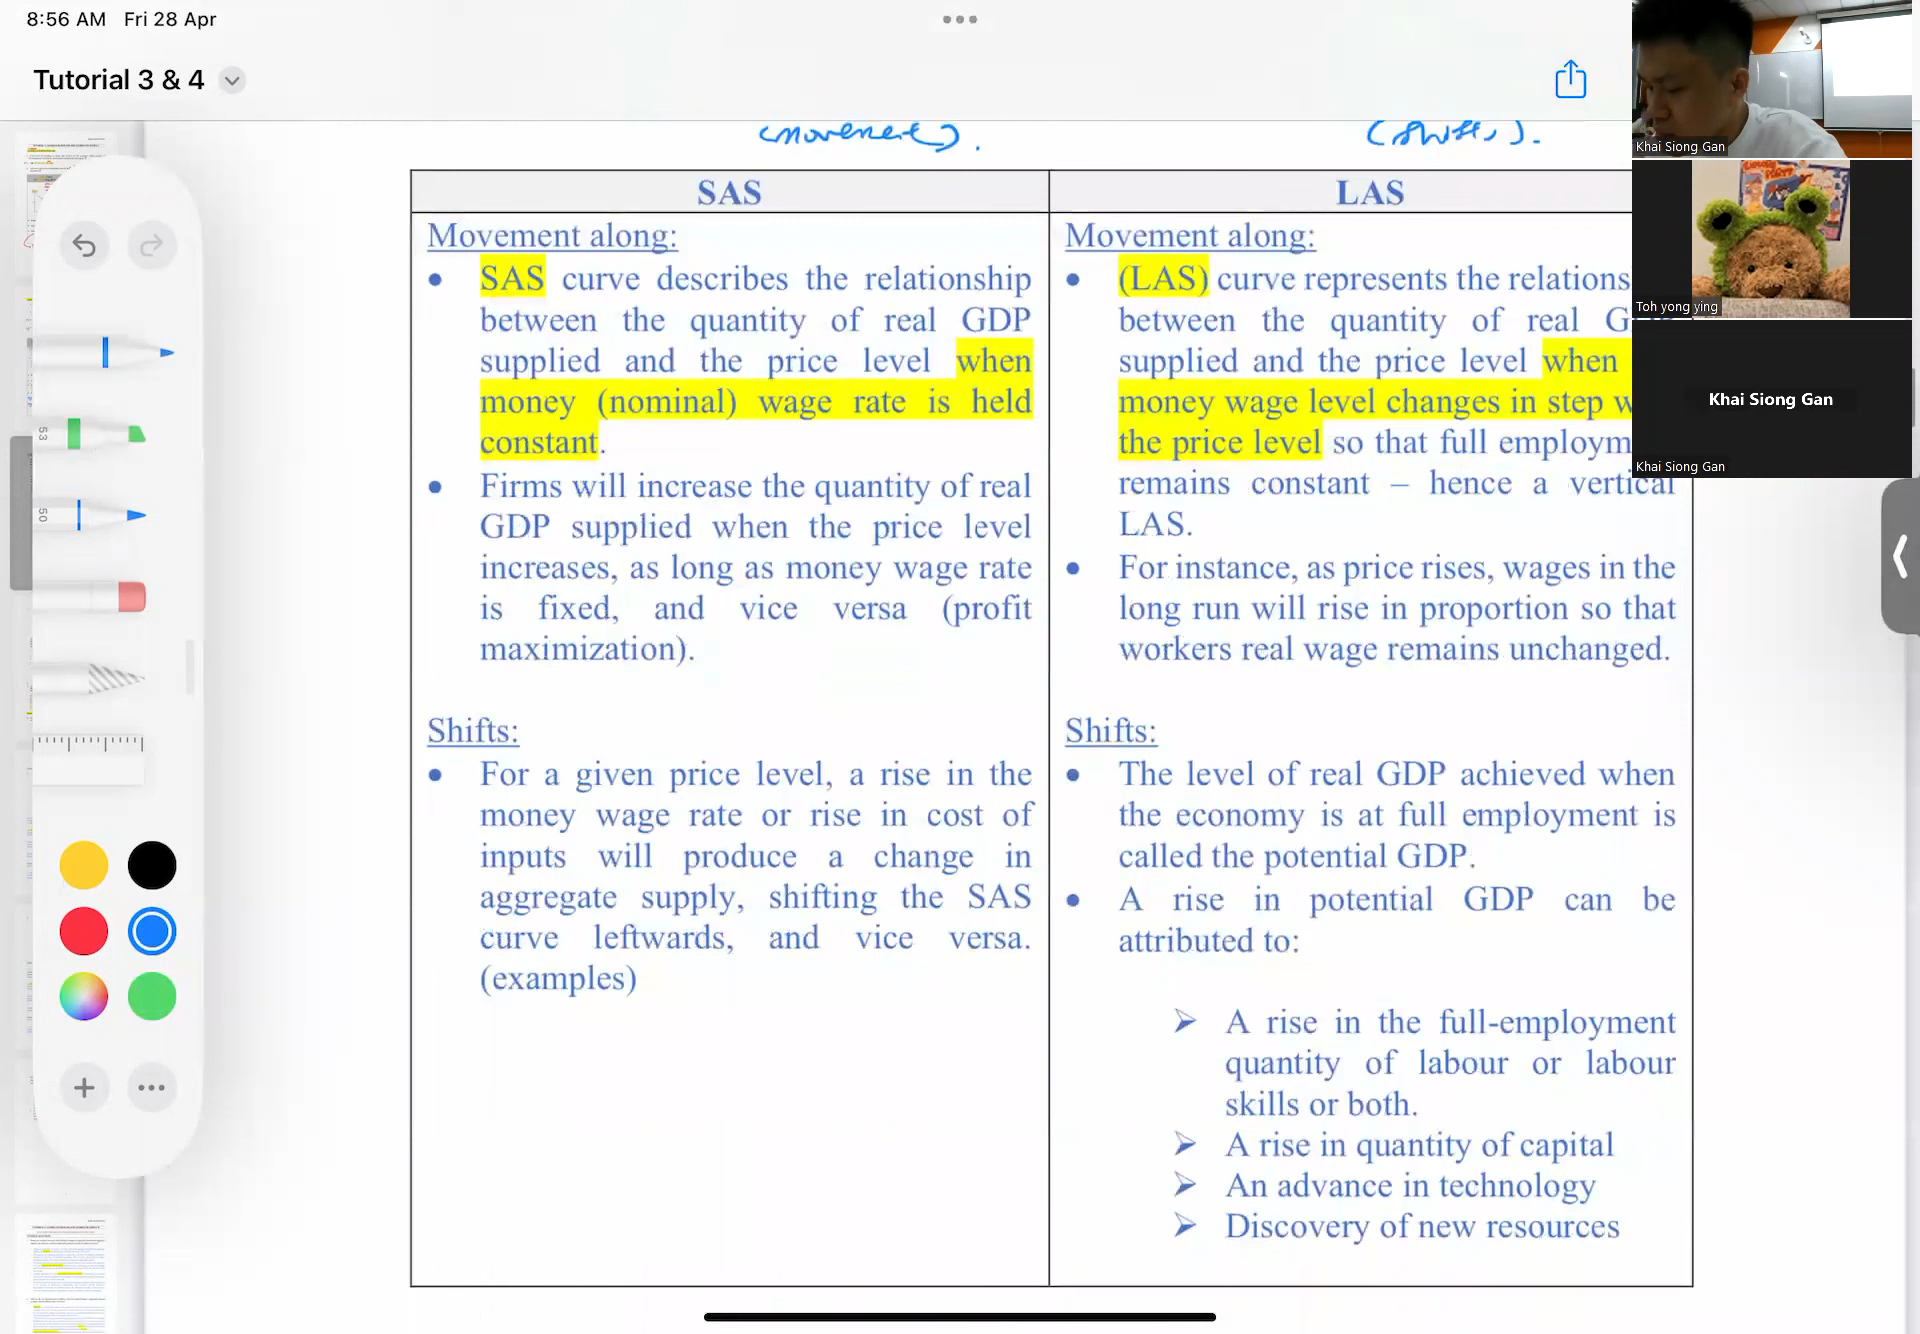 8:56 AM Fri 28 Apr
Tutorial 3 & 4
(movement).
(shifts).
SAS
Movement along:
• SAS curve describes the relationship
between the quantity of real GDP
supplied and the price level when
money (nominal) wage rate is held
constant.
• Firms will increase the quantity of real
GDP supplied when the price level
increases, as long as money wage rate
is fixed, and vice versa (profit
maximization).
Shifts:
• For a given price level, a rise in the
money wage rate or rise in cost of
inputs will produce a change in
aggregate supply, shifting the SAS
curve leftwards, and vice versa.
(examples)
LAS
Movement along:
• (LAS) curve represents the relations
between the quantity of real G
supplied and the price level when
money wage level changes in step w
the price level so that full employm
remains constant – hence a vertical
LAS.
• For instance, as price rises, wages in the
long run will rise in proportion so that
workers real wage remains unchanged.
Shifts:
• The level of real GDP achieved when
the economy is at full employment is
called the potential GDP.
• A rise in potential GDP can be
attributed to:
➢ A rise in the full-employment
quantity of labour or labour
skills or both.
➢ A rise in quantity of capital
➢ An advance in technology
➢ Discovery of new resources
Khai Siong Gan
Toh yong ying
Khai Siong Gan
Khai Siong Gan
53
50